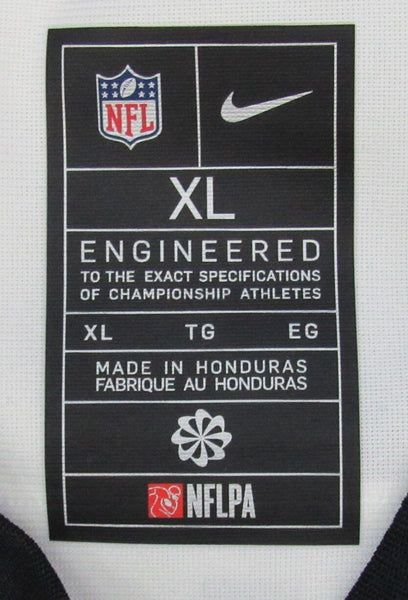 NFL
XL
ENGINEERED
TO THE EXACT SPECIFICATIONS
OF CHAMPIONSHIP ATHLETES
XL TG EG
MADE IN HONDURAS
FABRIQUE AU HONDURAS
NFLPA